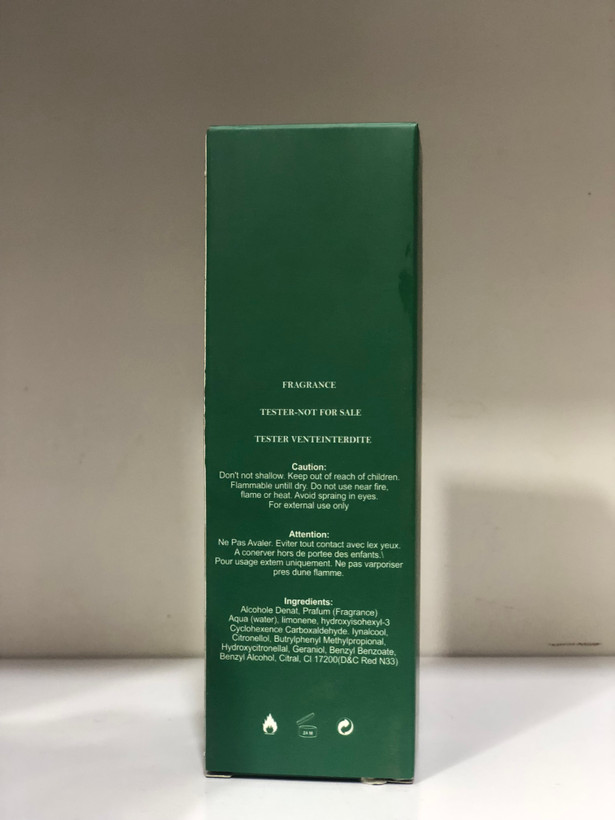 FRAGRANCE
TESTER-NOT FOR SALE
TESTER VENTEINTERDITE
Caution:
Don't not shallow. Keep out of reach of children.
Flammable untill dry. Do not use near fire,
flame or heat. Avoid spraing in eyes.
For external use only
Attention:
Ne Pas Avaler. Eviter tout contact avec lex yeux.
A conerver hors de portee des enfants.\
Pour usage extem uniquement. Ne pas varporiser
pres dune flamme.
Ingredients:
Alcohole Denat, Prafum (Fragrance)
Aqua (water), limonene, hydroxyisohexyl-3
Cyclohexence Carboxaldehyde. lynalcool,
Citronellol, Butrylphenyl Methylpropional,
Hydroxycitronellal, Geraniol, Benzyl Benzoate,
Benzyl Alcohol, Citral, CI 17200(D&C Red N33)
24 M